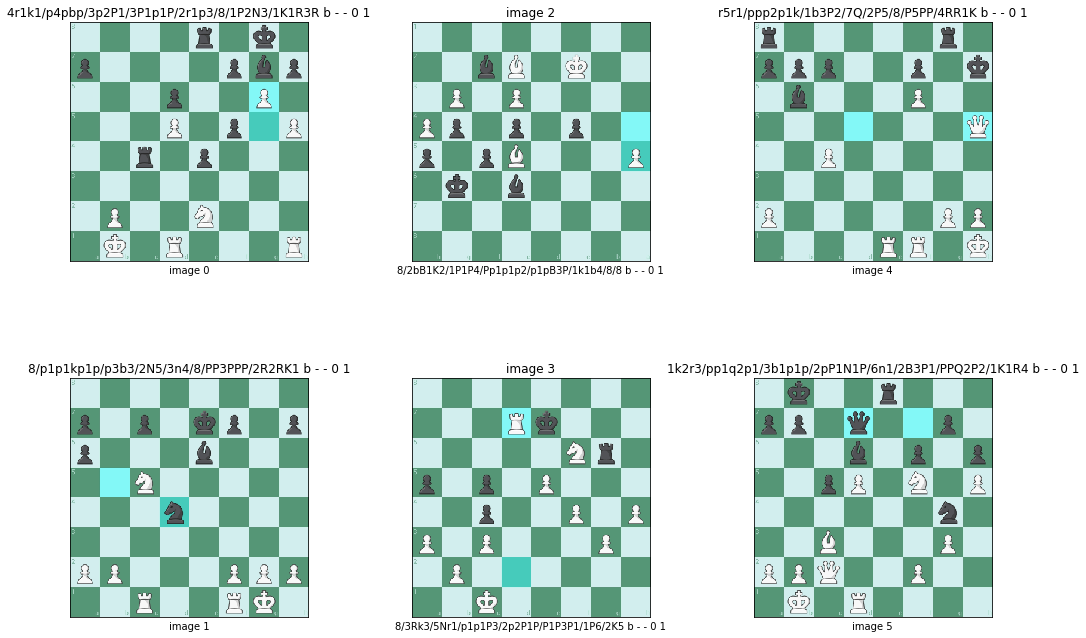 4r1k1/p4pbp/3p2P1/3P1p1P/2r1p3/8/1P2N3/1K1R3R b - - 0 1
image 2
r5r1/ppp2p1k/1b3P2/7Q/2P5/8/P5PP/4RR1K b - - 0 1
image 0
8/2bB1K2/1P1P4/Pp1p1p2/p1pB3P/1k1b4/8/8 b - - 0 1
image 4
8/p1p1kp1p/p3b3/2N5/3n4/8/PP3PPP/2R2RK1 b - - 0 1
image 3
1k2r3/pp1q2p1/3b1p1p/2pP1N1P/6n1/2B3P1/PPQ2P2/1K1R4 b - - 0 1
image 1
8/3Rk3/5Nr1/p1p1P3/2p2P1P/P1P3P1/1P6/2K5 b - - 0 1
image 5